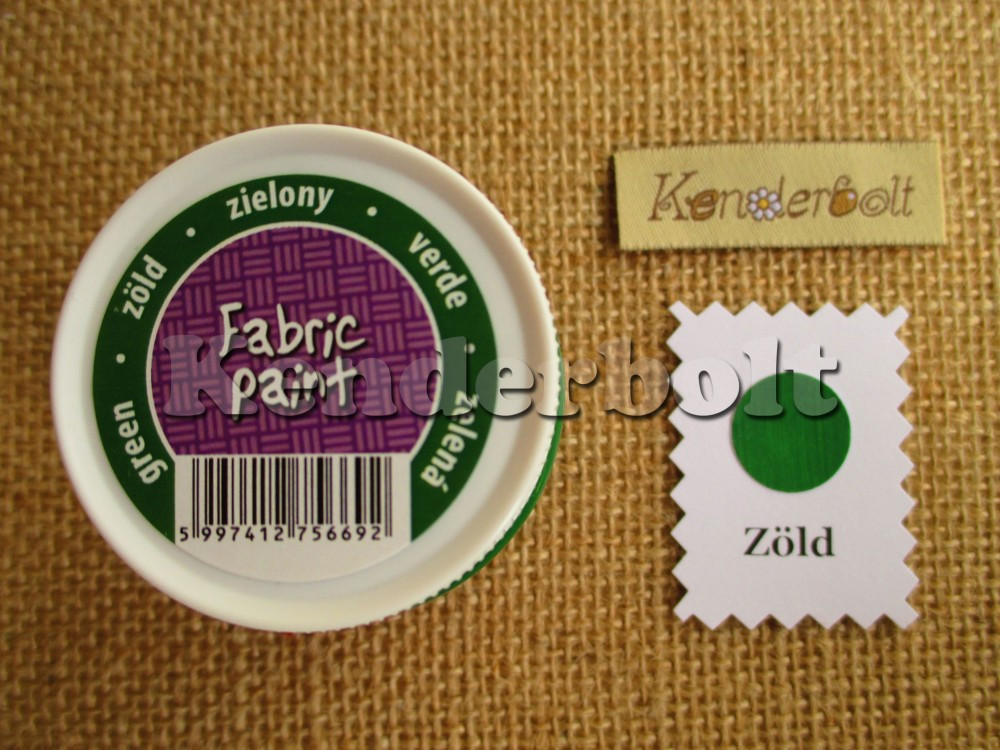 green • zöld • zielony • verde • zelená
Fabric
paint
5 997412 756692
Kenderbolt
Zöld
Kenderbolt